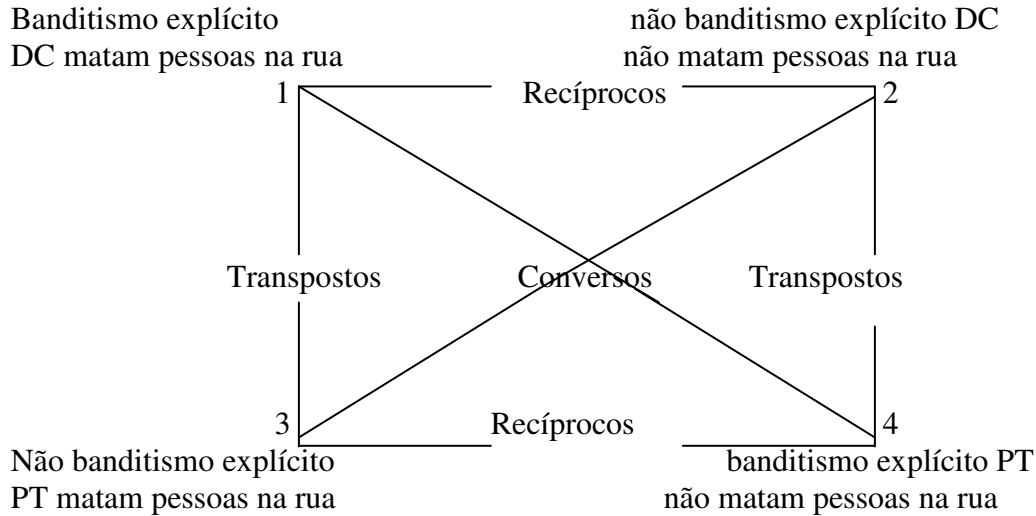 Banditismo explícito
DC matam pessoas na rua
não banditismo explícito DC
não matam pessoas na rua
1
Recíprocos
2
Transpostos
Conversos
Transpostos
3
Recíprocos
4
Não banditismo explícito
PT matam pessoas na rua
banditismo explícito PT
não matam pessoas na rua